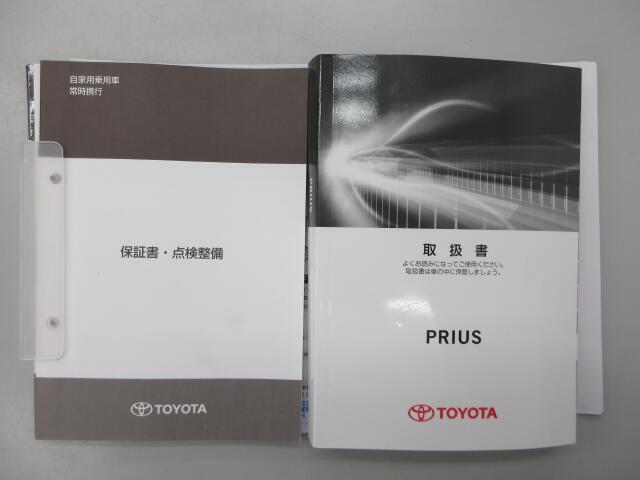 自家用乗用車
常時携行
保証書・点検整備
TOYOTA
PRIUS
取扱書
よくお読みになってご使用ください。
取扱書は車の中に保管しましょう。
PRIUS
TOYOTA